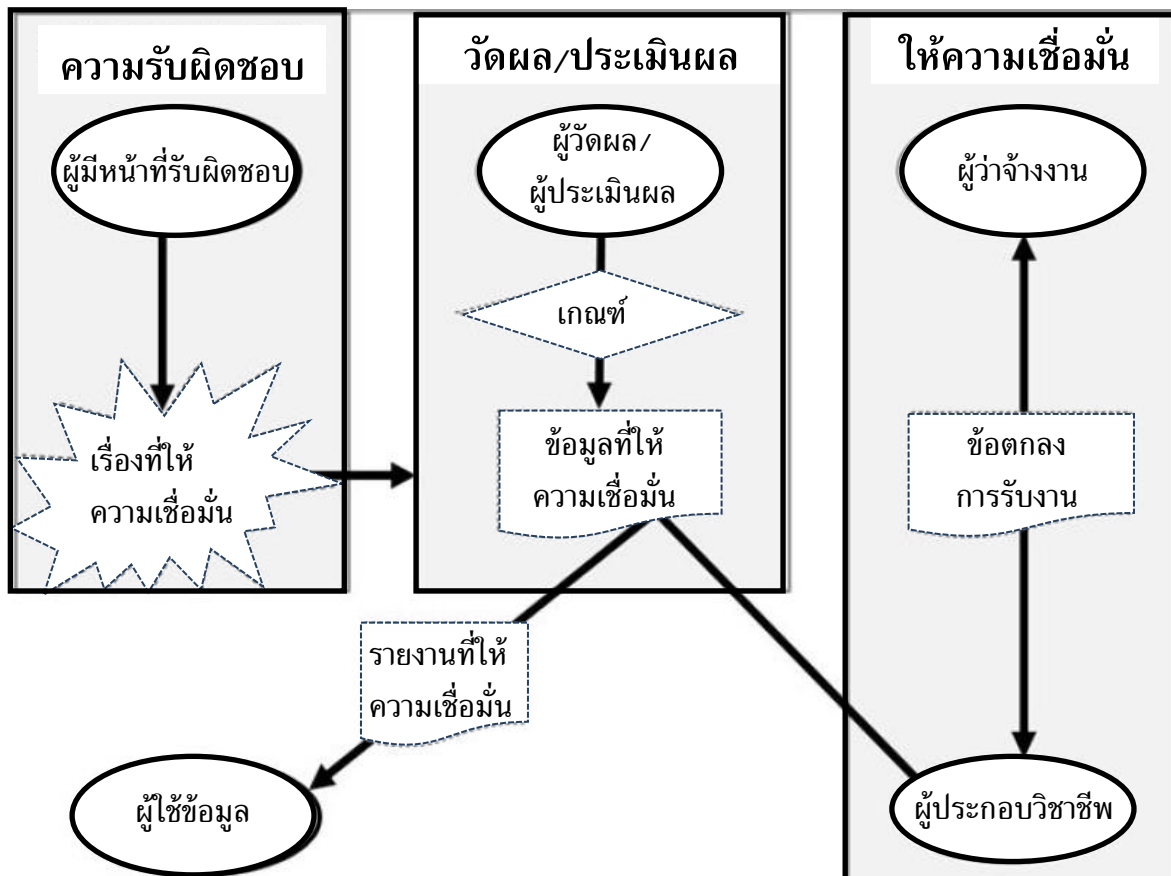 ความรับผิดชอบ
ผู้มีหน้าที่รับผิดชอบ
เรื่องที่ให้
ความเชื่อมั่น
วัดผล/ประเมินผล
ผู้วัดผล/
ผู้ประเมินผล
เกณฑ์
ข้อมูลที่ให้
ความเชื่อมั่น
ให้ความเชื่อมั่น
ผู้ว่าจ้างงาน
ข้อตกลง
การรับงาน
รายงานที่ให้
ความเชื่อมั่น
ผู้ใช้ข้อมูล
ผู้ประกอบวิชาชีพ